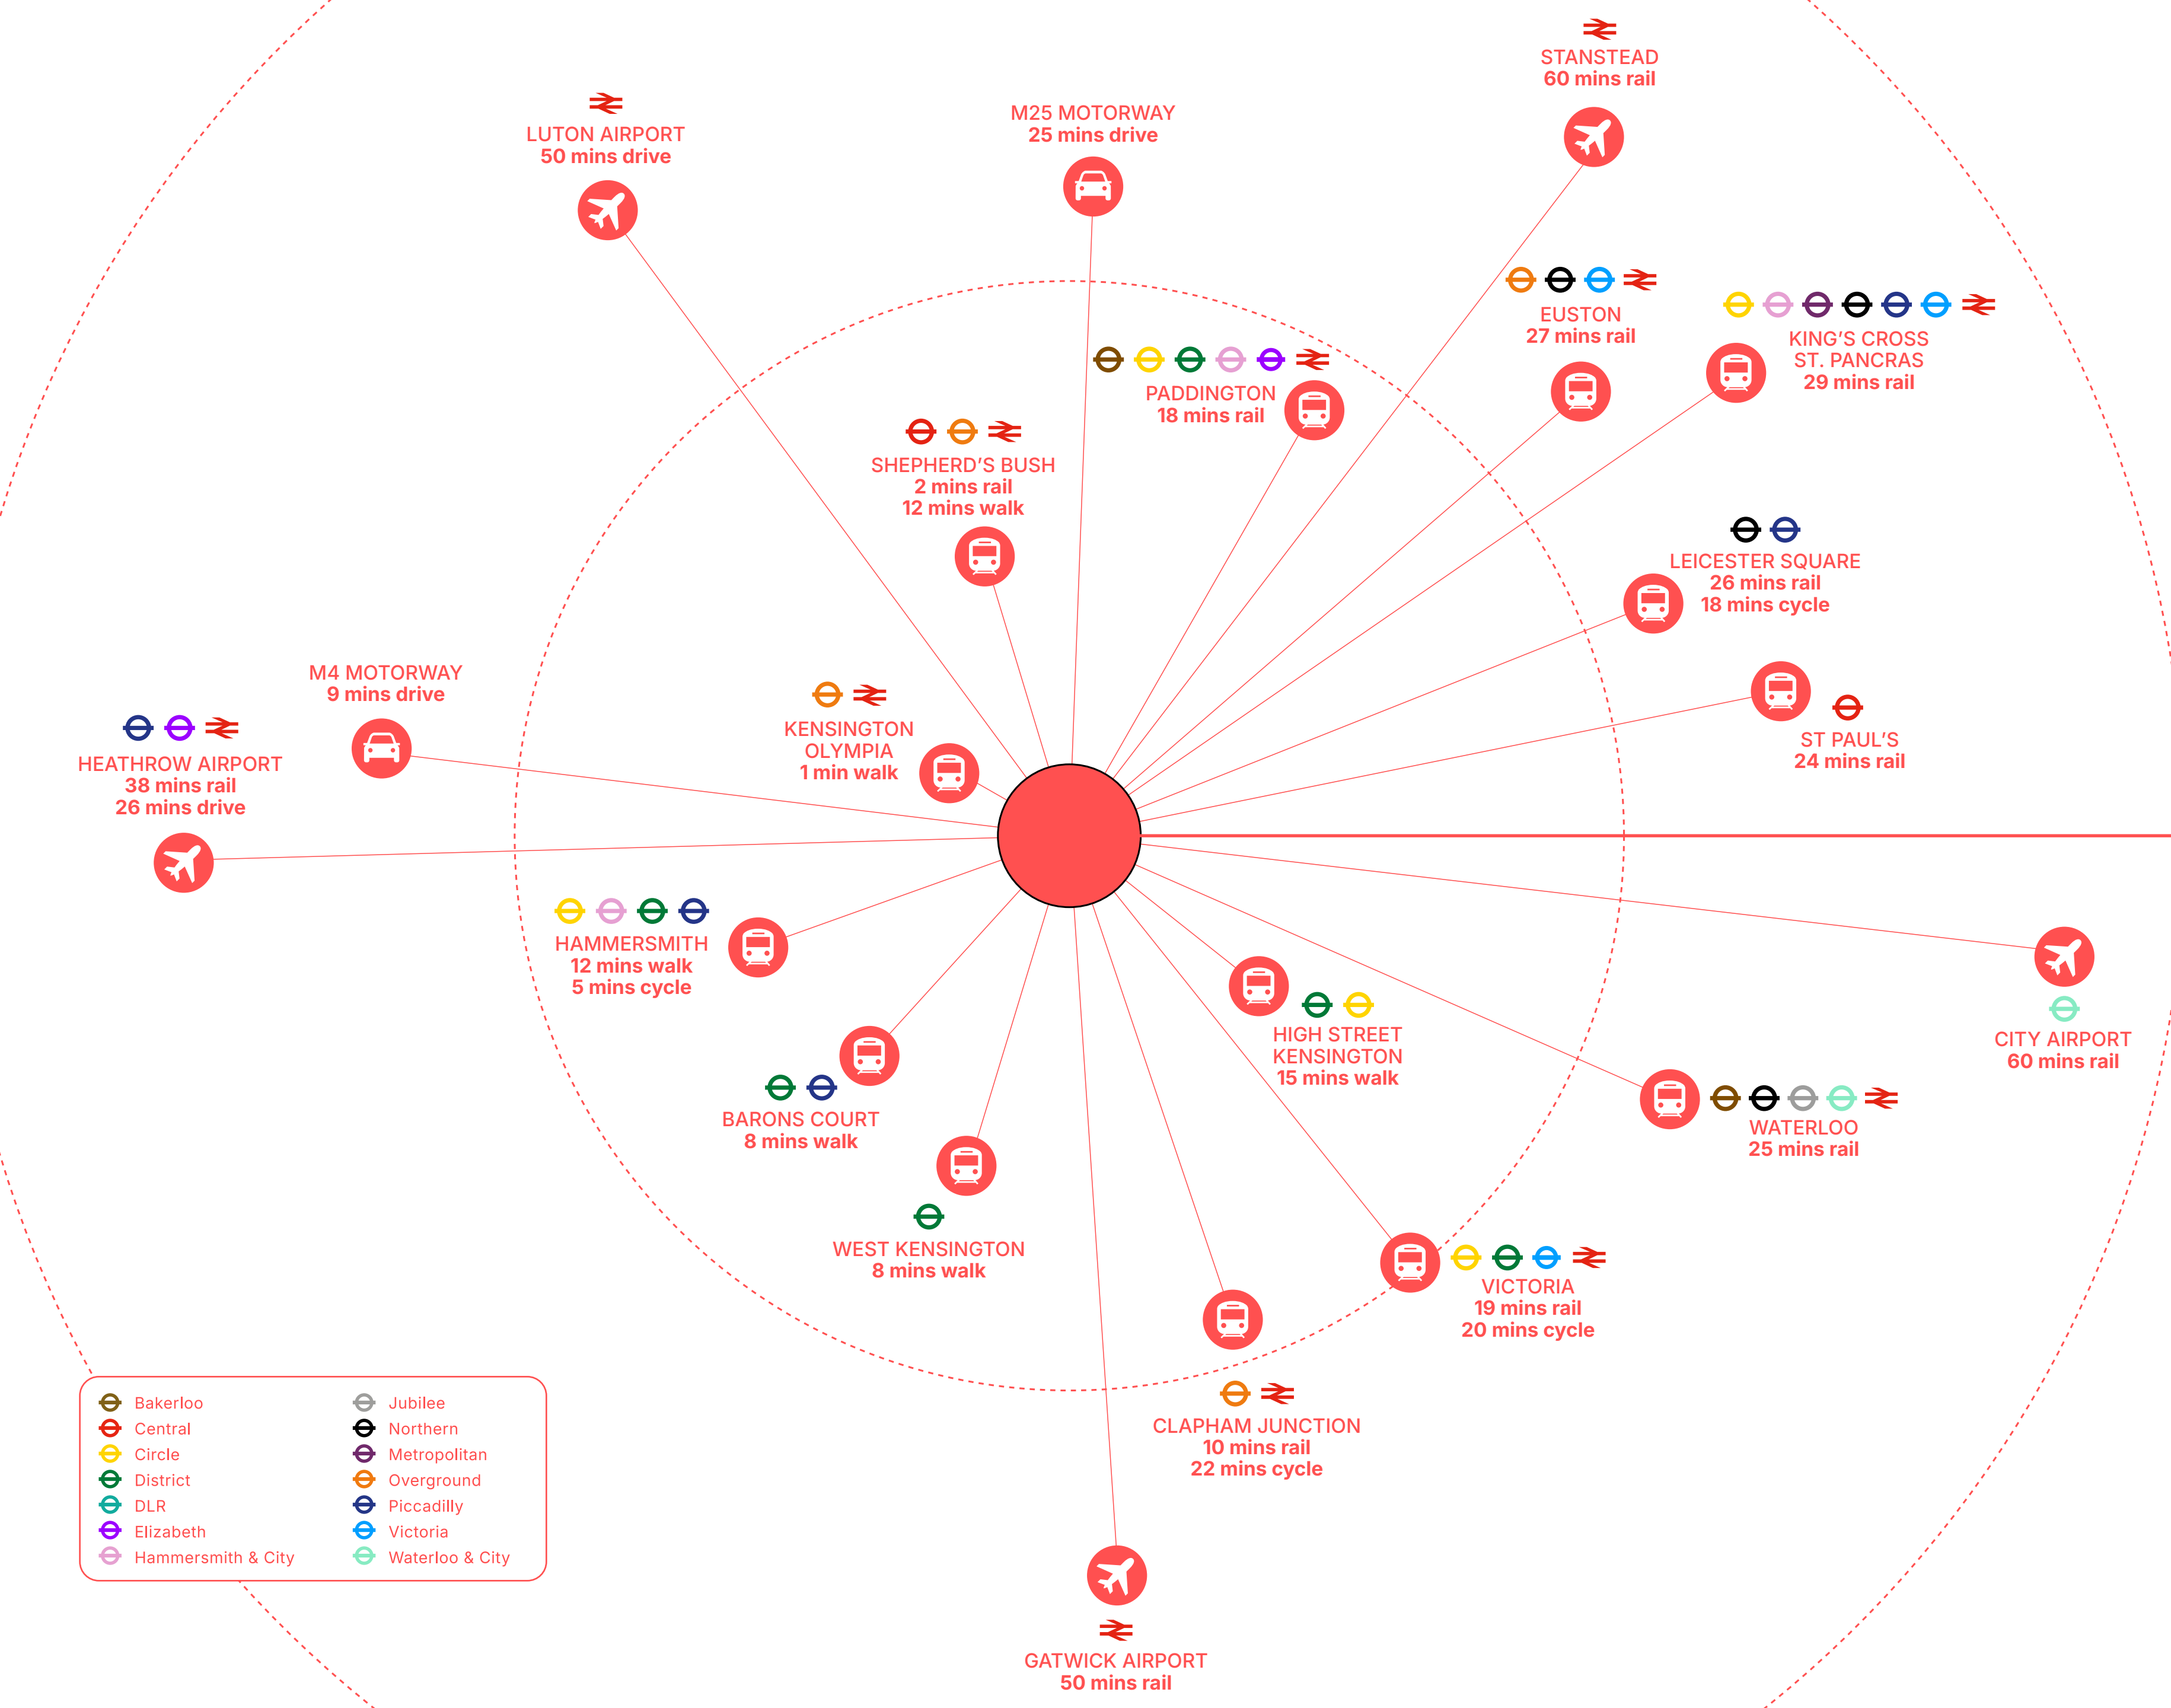 STANSTEAD
60 mins rail
LUTON AIRPORT
50 mins drive
M25 MOTORWAY
25 mins drive
EUSTON
27 mins rail
KING’S CROSS
ST. PANCRAS
29 mins rail
PADDINGTON
18 mins rail
SHEPHERD’S BUSH
2 mins rail
12 mins walk
LEICESTER SQUARE
26 mins rail
18 mins cycle
M4 MOTORWAY
9 mins drive
KENSINGTON
OLYMPIA
1 min walk
ST PAUL’S
24 mins rail
HEATHROW AIRPORT
38 mins rail
26 mins drive
HAMMERSMITH
12 mins walk
5 mins cycle
HIGH STREET
KENSINGTON
15 mins walk
CITY AIRPORT
60 mins rail
BARONS COURT
8 mins walk
WATERLOO
25 mins rail
WEST KENSINGTON
8 mins walk
VICTORIA
19 mins rail
20 mins cycle
CLAPHAM JUNCTION
10 mins rail
22 mins cycle
GATWICK AIRPORT
50 mins rail
Bakerloo
Central
Circle
District
DLR
Elizabeth
Hammersmith & City
Jubilee
Northern
Metropolitan
Overground
Piccadilly
Victoria
Waterloo & City